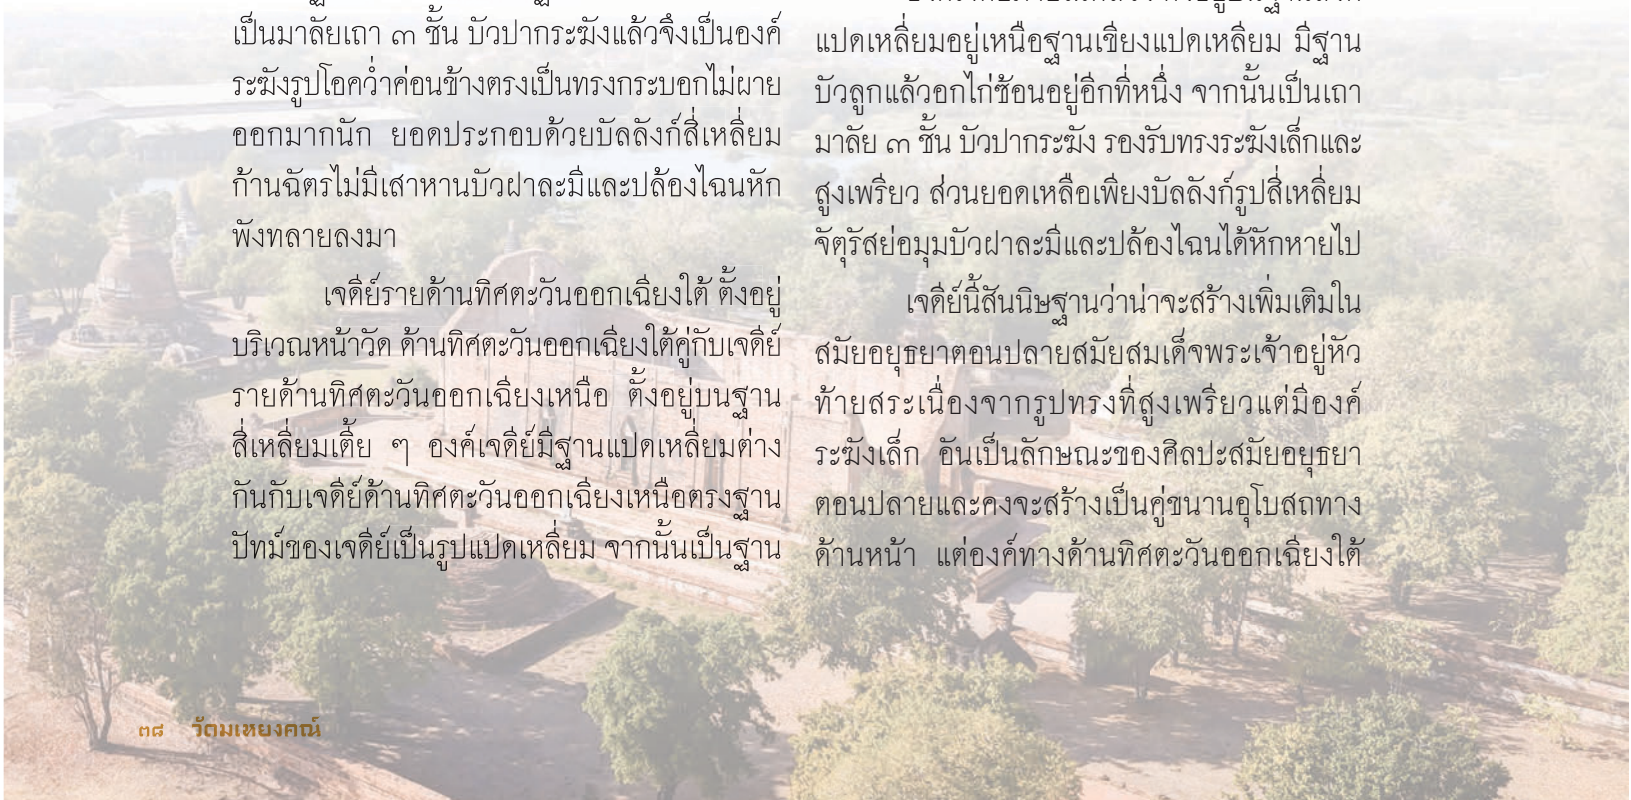 เป็นมาลัยเถา ๓ ชั้น บัวปากระฆังแล้วจึงเป็นองค์
ระฆังรูปโอคว่ำค่อนข้างตรงเป็นทรงกระบอกไม่ผาย
ออกมากนัก ยอดประกอบด้วยบัลลังก์สี่เหลี่ยม
ก้านฉัตรไม่มีเสาหานบัวฝาละมีและปล้องไฉนหัก
พังทลายลงมา
เจดีย์รายด้านทิศตะวันออกเฉียงใต้ ตั้งอยู่
บริเวณหน้าวัด ด้านทิศตะวันออกเฉียงใต้คู่กับเจดีย์
รายด้านทิศตะวันออกเฉียงเหนือ ตั้งอยู่บนฐาน
สี่เหลี่ยมเตี้ย ๆ องค์เจดีย์มีฐานแปดเหลี่ยมต่าง
กันกับเจดีย์ด้านทิศตะวันออกเฉียงเหนือตรงฐาน
ปัทม์ของเจดีย์เป็นรูปแปดเหลี่ยม จากนั้นเป็นฐาน
แปดเหลี่ยมอยู่เหนือฐานเขียงแปดเหลี่ยม มีฐาน
บัวลูกแล้วอกไก่ซ้อนอยู่อีกที่หนึ่ง จากนั้นเป็นเถา
มาลัย ๓ ชั้น บัวปากระฆัง รองรับทรงระฆังเล็กและ
สูงเพรียว ส่วนยอดเหลือเพียงบัลลังก์รูปสี่เหลี่ยม
จัตุรัสย่อมุมบัวฝาละมีและปล้องไฉนได้หักหายไป
เจดีย์นี้สันนิษฐานว่าน่าจะสร้างเพิ่มเติมใน
สมัยอยุธยาตอนปลายสมัยสมเด็จพระเจ้าอยู่หัว
ท้ายสระเนื่องจากรูปทรงที่สูงเพรียวแต่มีองค์
ระฆังเล็ก อันเป็นลักษณะของศิลปะสมัยอยุธยา
ตอนปลายและคงจะสร้างเป็นคู่ขนานอุโบสถทาง
ด้านหน้า แต่องค์ทางด้านทิศตะวันออกเฉียงใต้
๓๘ วัดมเหยงคณ์